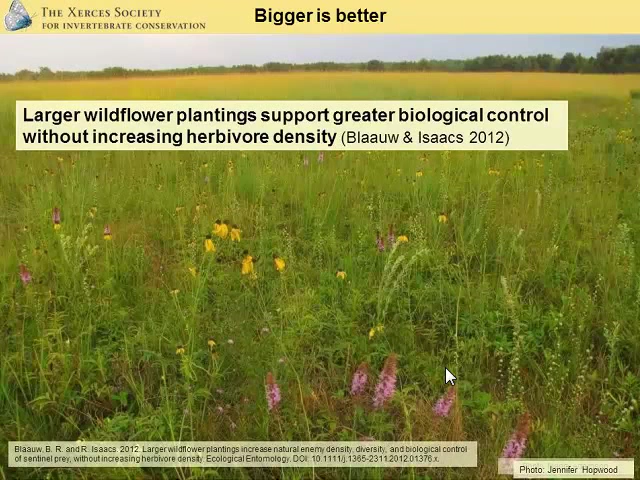 THE XERCES SOCIETY
FOR INVERTEBRATE CONSERVATION
Bigger is better
Larger wildflower plantings support greater biological control
without increasing herbivore density (Blaauw & Isaacs 2012)
Blaauw, B. R. and R. Isaacs. 2012. Larger wildflower plantings increase natural enemy density, diversity, and biological control
of sentinel prey, without increasing herbivore density. Ecological Entomology. DOI: 10.1111/j.1365-2311.2012.01376.x.
Photo: Jennifer Hopwood